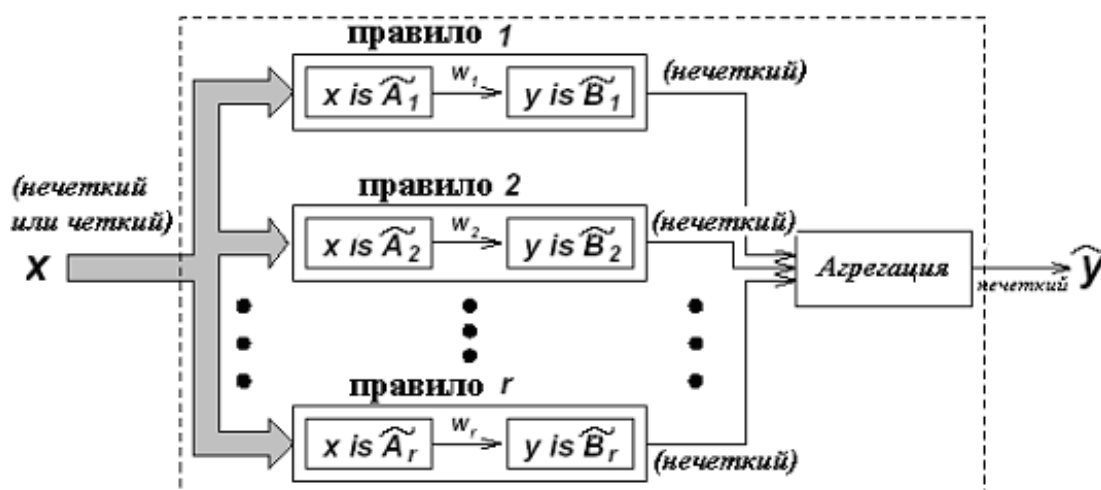 правило 1
x is Ã₁
w₁
y is B̃₁
(нечеткий)
(нечеткий
или четкий)
x
правило 2
x is Ã₂
w₂
y is B̃₂
(нечеткий)
Агрегация
нечеткий
ŷ
правило r
x is Ãᵣ
wᵣ
y is B̃ᵣ
(нечеткий)